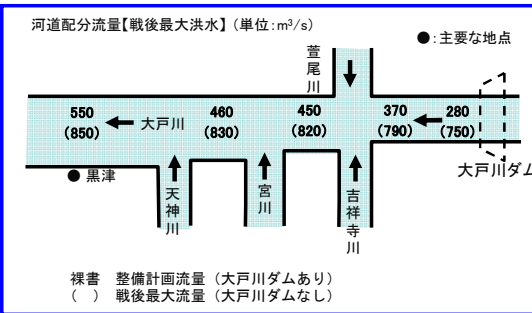 河道配分流量【戦後最大洪水】（単位：m³/s）
●：主要な地点
萱尾川
550
(850)
大戸川
460
(830)
450
(820)
370
(790)
280
(750)
大戸川ダム
● 黒津
天神川
宮川
吉祥寺川
裸書　整備計画流量（大戸川ダムあり）
（　）戦後最大流量（大戸川ダムなし）